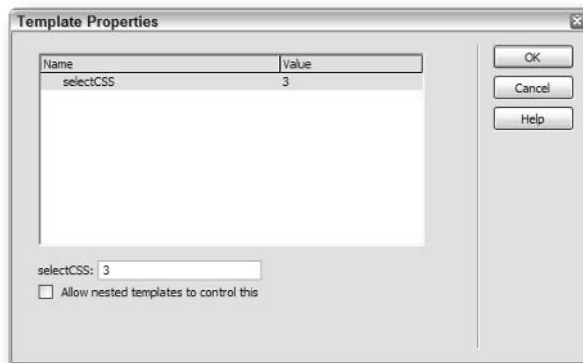 Template Properties
Name Value
selectCSS 3
OK
Cancel
Help
selectCSS: 3
Allow nested templates to control this